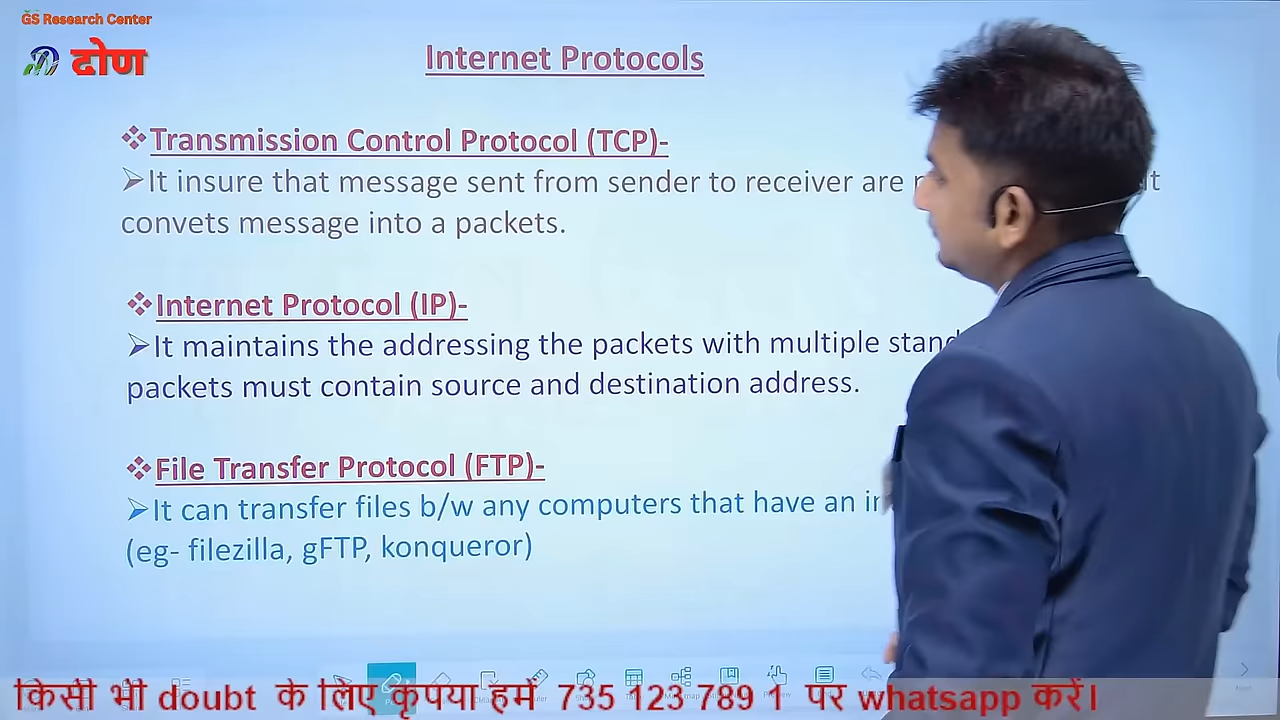 GS Research Center
द्रोण
Internet Protocols
❖Transmission Control Protocol (TCP)-
➢It insure that message sent from sender to receiver are
convets message into a packets.
❖Internet Protocol (IP)-
➢It maintains the addressing the packets with multiple
packets must contain source and destination address.
❖File Transfer Protocol (FTP)-
➢It can transfer files b/w any computers that have an
(eg- filezilla, gFTP, konqueror)
किसी भी doubt के लिए कृपया हमें 735 123 789 1 पर whatsapp करें।